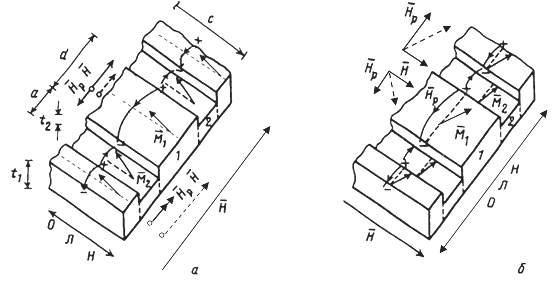 c
d
a
H̄ₚ H̄
t₂
t₁
+
+
−
−
M̄₁
M̄₂
1
2
О
Л
Н
H̄ₚ H̄
H̄
а
H̄ₚ
H̄ₚ H̄
H̄ₚ
+
+
−
−
M̄₂
M̄₁
1
2
Н
Л
О
H̄
б